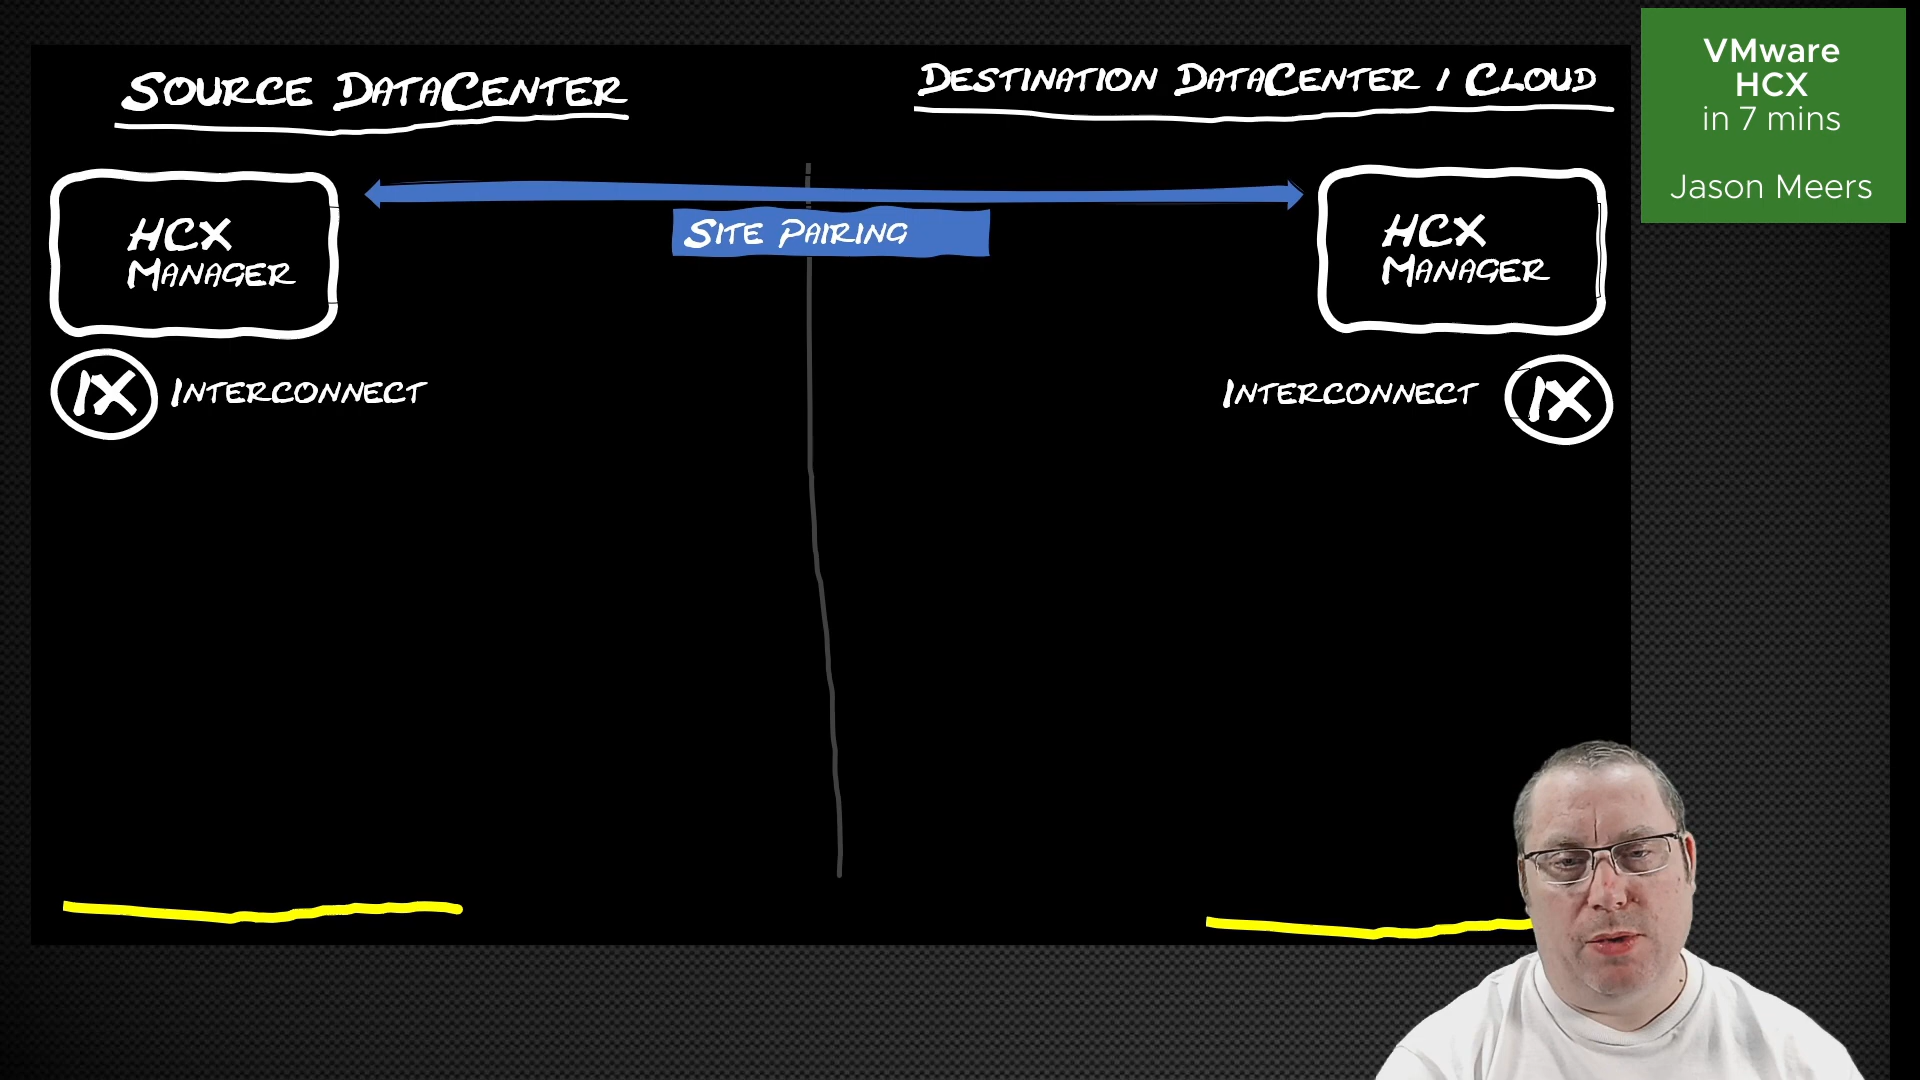 Source DataCenter
Destination DataCenter / Cloud
VMware
HCX
in 7 mins
Jason Meers
HCX
Manager
Site Pairing
HCX
Manager
IX Interconnect
Interconnect IX